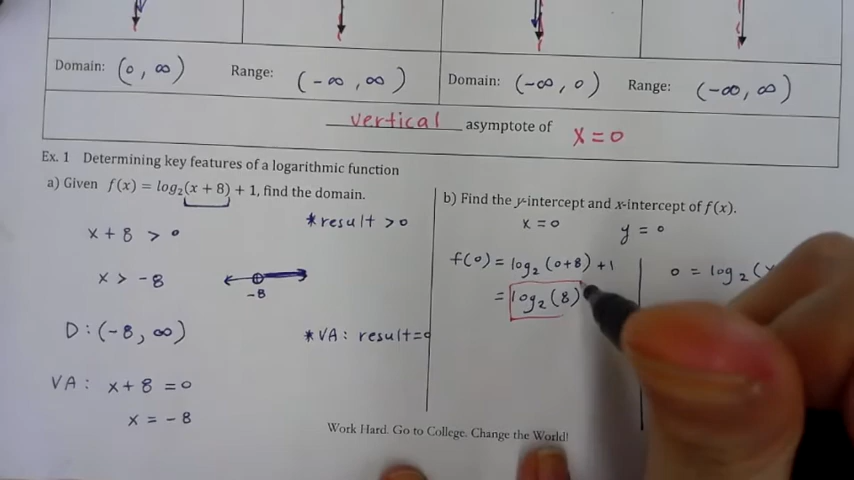 Domain: (0, ∞) Range: (-∞, ∞) Domain: (-∞, 0) Range: (-∞, ∞)
vertical asymptote of x = 0
Ex. 1 Determining key features of a logarithmic function
a) Given f(x) = log₂(x + 8) + 1, find the domain.
x + 8 > 0
*result > 0
x > -8
-8
D: (-8, ∞)
*VA: result = 0
VA: x + 8 = 0
x = -8
b) Find the y-intercept and x-intercept of f(x).
x = 0
y = 0
f(0) = log₂ (0+8) + 1
= log₂ (8)
0 = log₂ (
Work Hard. Go to College. Change the World!